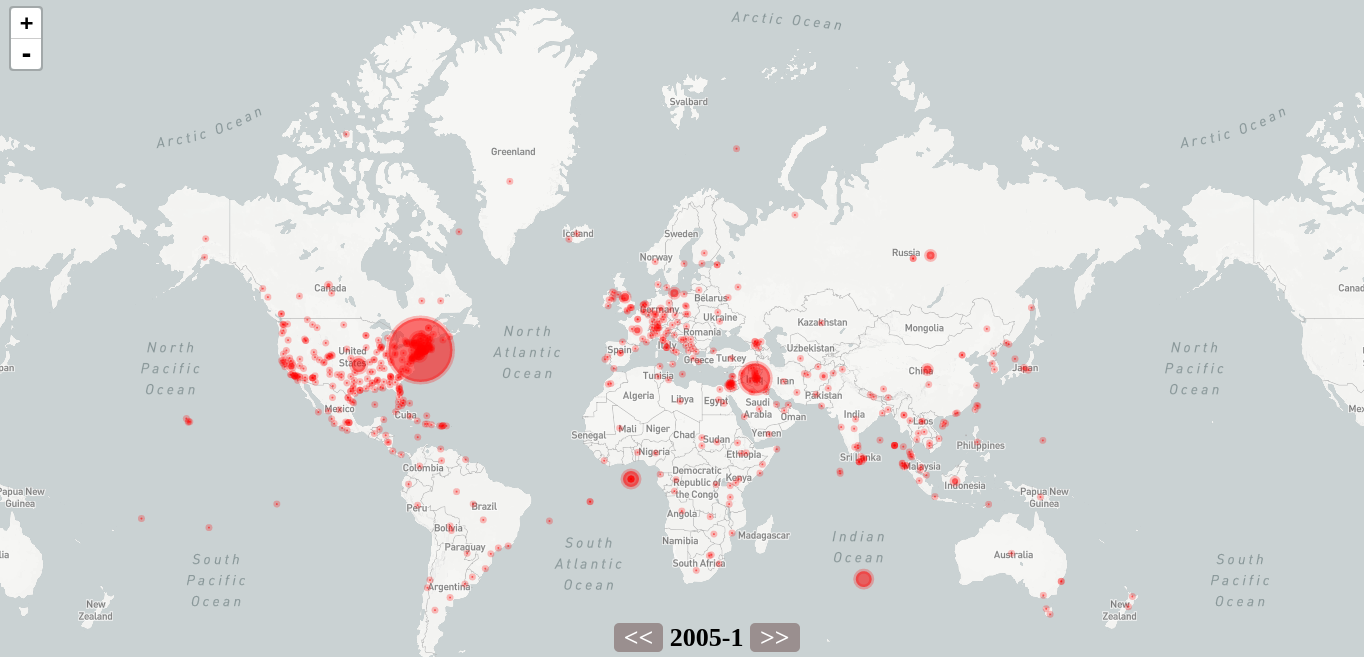 +
-
Arctic Ocean
Svalbard
Arctic Ocean
Arctic Ocean
Greenland
Iceland
Sweden
Norway
Russia
Canada
Canad
Belarus
Germany
Ukraine
Kazakhstan
Mongolia
North
Pacific
Ocean
North
Atlantic
Ocean
North
Pacific
Ocean
Romania
Italy
Spain
Greece
Turkey
Uzbekistan
United
States
China
Japan
pan
Tunisia
Iraq
Iran
Algeria
Libya
Egypt
Saudi
Arabia
Pakistan
Oman
India
Laos
Mexico
Mex
Cuba
Senegal
Mali
Niger
Chad
Sudan
Yemen
Philippines
Nigeria
Ethiopia
Sri Lanka
Malaysia
Colombia
Democratic
Republic of
the Congo
Kenya
Indonesia
Papua New
Guinea
Papua New
Guinea
Peru
Brazil
Angola
Bolivia
Madagascar
Namibia
Paraguay
South Africa
Argentina
Indian
Ocean
Australia
lia
South
Pacific
Ocean
South
Atlantic
Ocean
South
Pacific
Ocean
New
Zealand
New
Zealand
<< 2005-1 >>